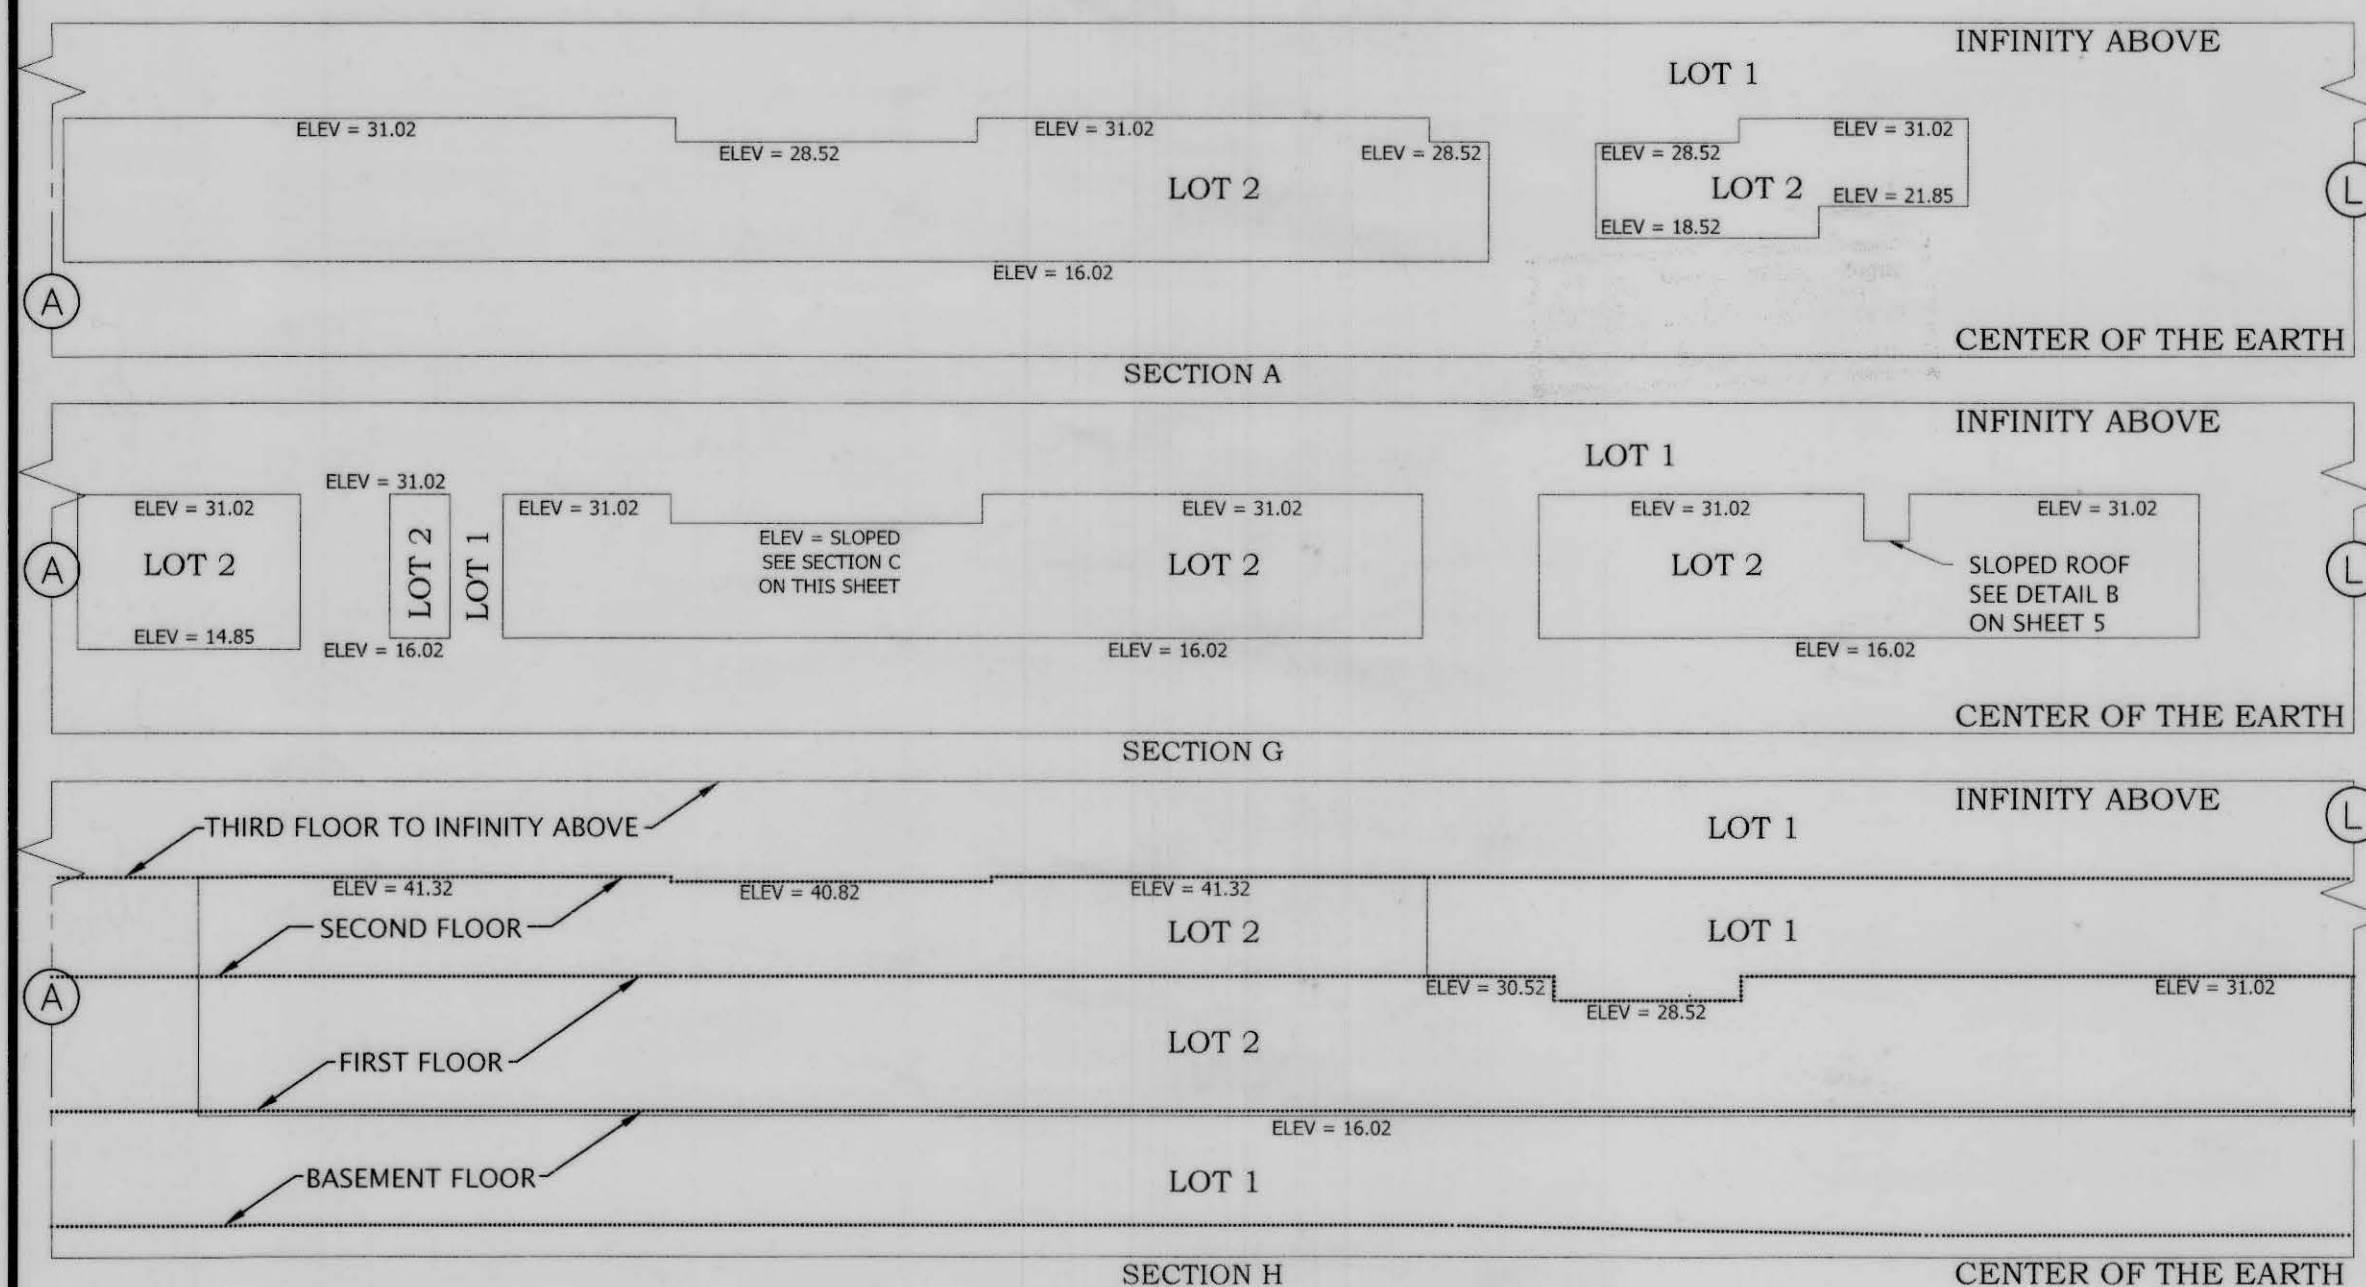 INFINITY ABOVE
LOT 1
ELEV = 31.02
ELEV = 31.02
ELEV = 31.02
ELEV = 28.52
ELEV = 28.52
ELEV = 28.52
LOT 2
LOT 2
ELEV = 21.85
ELEV = 18.52
ELEV = 16.02
A
L
CENTER OF THE EARTH
SECTION A
INFINITY ABOVE
LOT 1
ELEV = 31.02
ELEV = 31.02
ELEV = 31.02
ELEV = 31.02
ELEV = 31.02
ELEV = 31.02
ELEV = SLOPED
SEE SECTION C
ON THIS SHEET
A
LOT 2
LOT 2
LOT 1
LOT 2
LOT 2
SLOPED ROOF
SEE DETAIL B
ON SHEET 5
L
ELEV = 14.85
ELEV = 16.02
ELEV = 16.02
ELEV = 16.02
CENTER OF THE EARTH
SECTION G
INFINITY ABOVE
L
THIRD FLOOR TO INFINITY ABOVE
LOT 1
ELEV = 41.32
ELEV = 40.82
ELEV = 41.32
SECOND FLOOR
LOT 2
LOT 1
A
ELEV = 30.52
ELEV = 28.52
ELEV = 31.02
LOT 2
FIRST FLOOR
ELEV = 16.02
BASEMENT FLOOR
LOT 1
SECTION H
CENTER OF THE EARTH